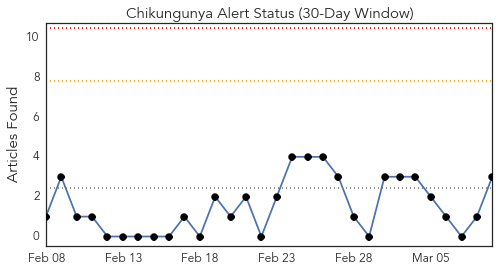 Chikungunya Alert Status (30-Day Window)
Articles Found
10
8
6
4
2
0
Feb 08
Feb 13
Feb 18
Feb 23
Feb 28
Mar 05